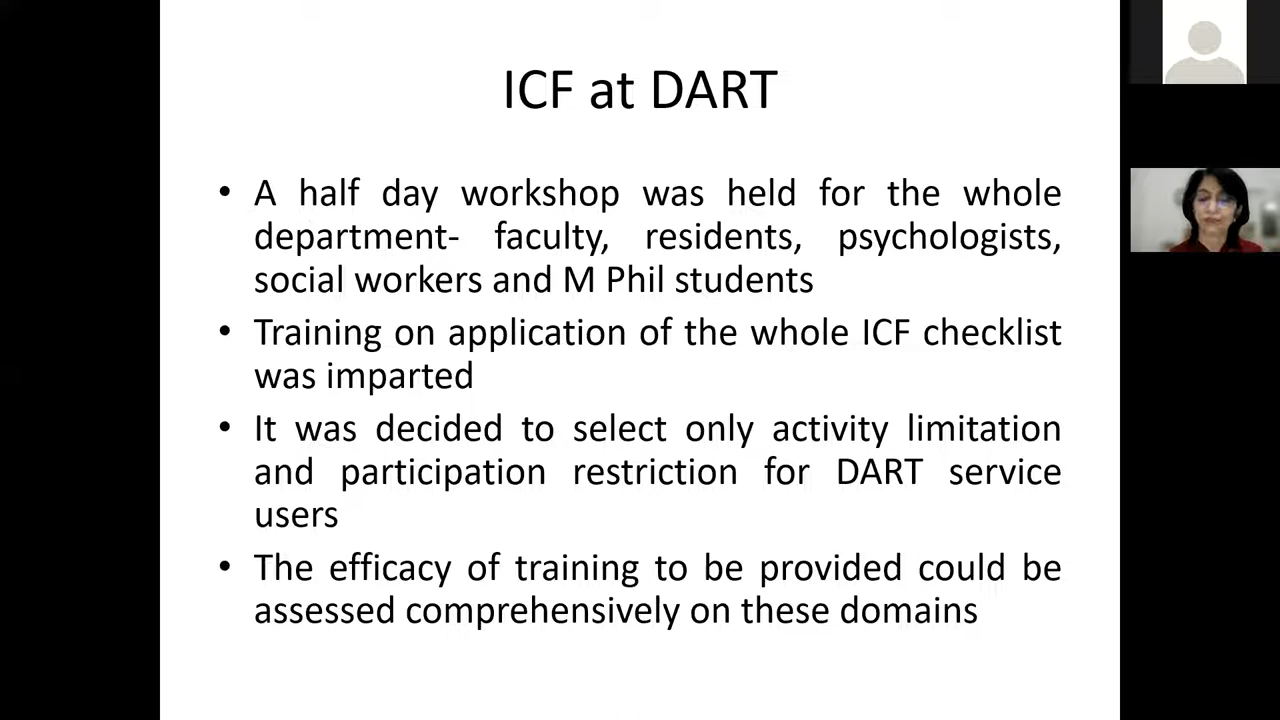 ICF at DART
• A half day workshop was held for the whole
department- faculty, residents, psychologists,
social workers and M Phil students
• Training on application of the whole ICF checklist
was imparted
• It was decided to select only activity limitation
and participation restriction for DART service
users
• The efficacy of training to be provided could be
assessed comprehensively on these domains